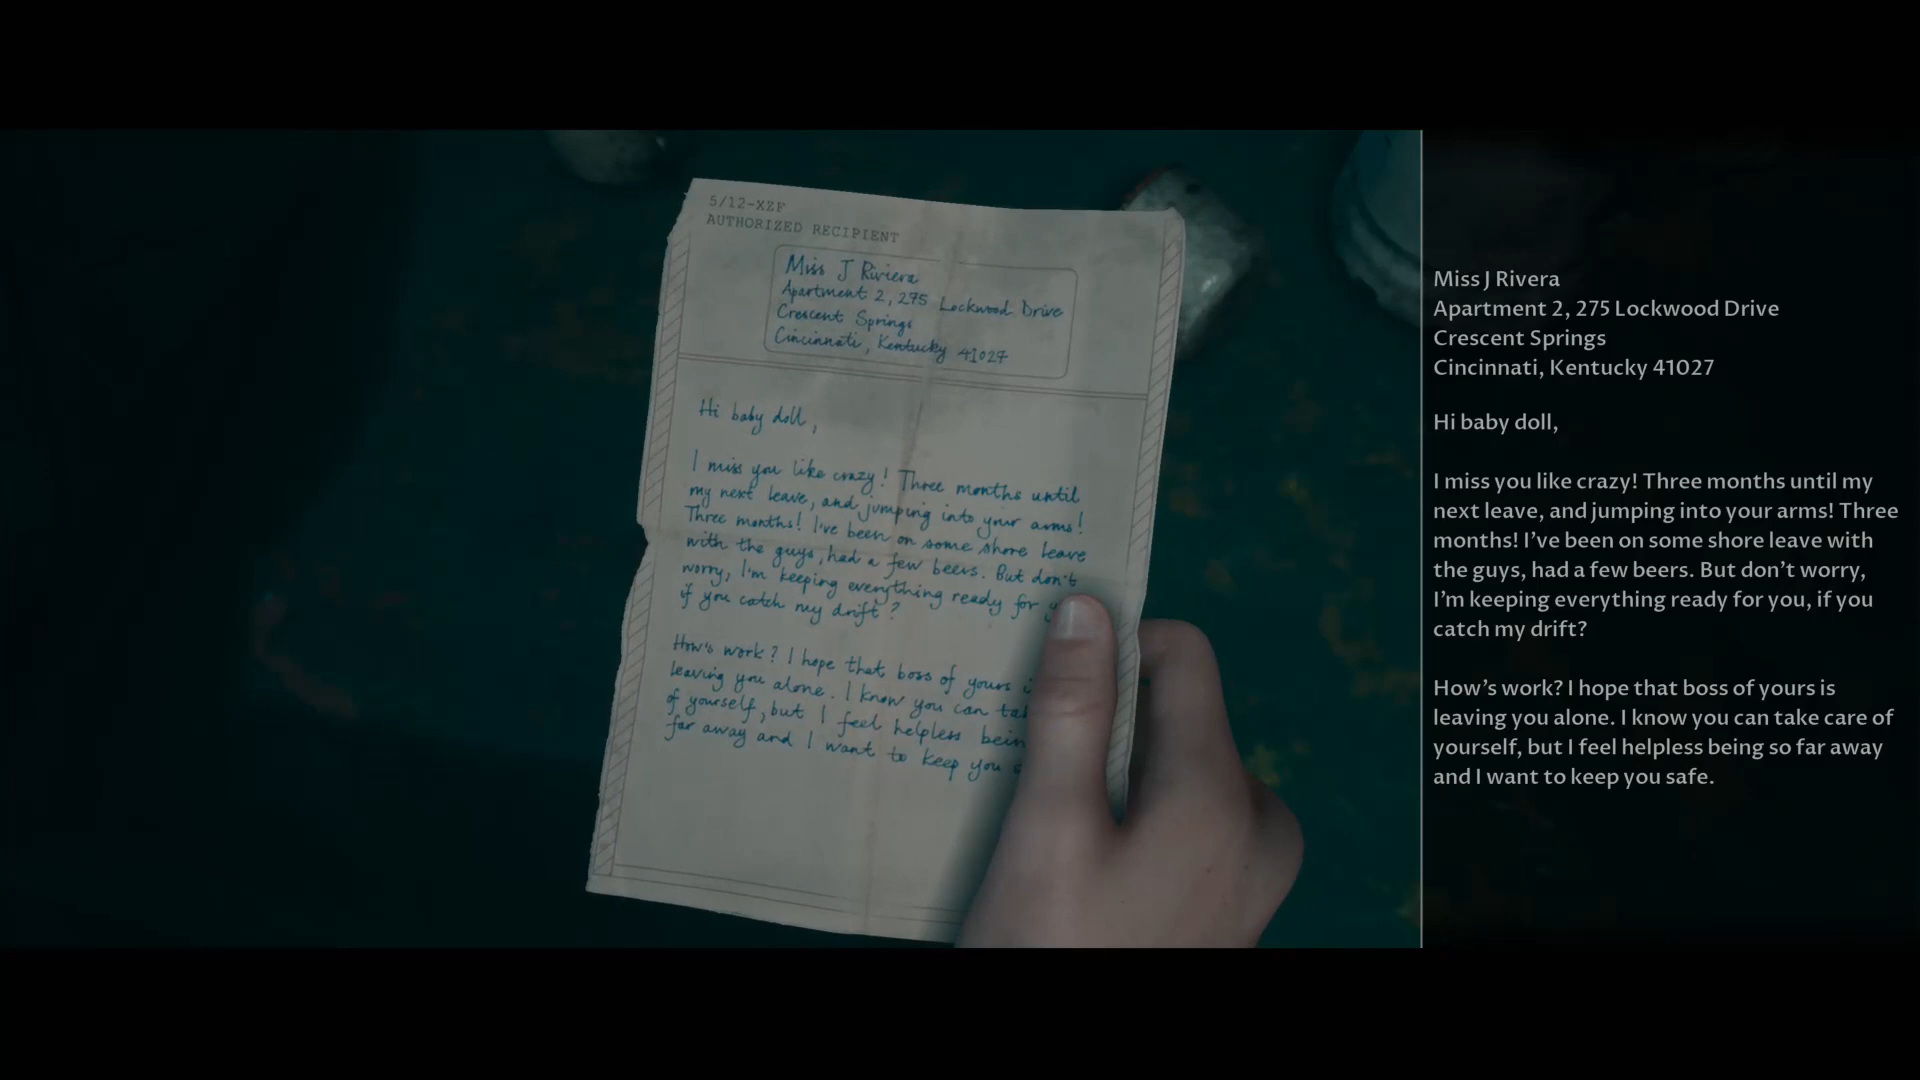 5/12-XZF
AUTHORIZED RECIPIENT
Miss J Riviera
Apartment 2, 275 Lockwood Drive
Crescent Springs
Cincinnati, Kentucky 41027
Hi baby doll,
I miss you like crazy! Three months until
my next leave, and jumping into your arms!
Three months! I've been on some shore leave
with the guys, had a few beers. But don't
worry, I'm keeping everything ready for
if you catch my drift?
How's work? I hope that boss of yours
leaving you alone. I know you can
of yourself, but I feel helpless
far away and I want to keep you
Miss J Rivera
Apartment 2, 275 Lockwood Drive
Crescent Springs
Cincinnati, Kentucky 41027
Hi baby doll,
I miss you like crazy! Three months until my
next leave, and jumping into your arms! Three
months! I've been on some shore leave with
the guys, had a few beers. But don't worry,
I'm keeping everything ready for you, if you
catch my drift?
How's work? I hope that boss of yours is
leaving you alone. I know you can take care of
yourself, but I feel helpless being so far away
and I want to keep you safe.